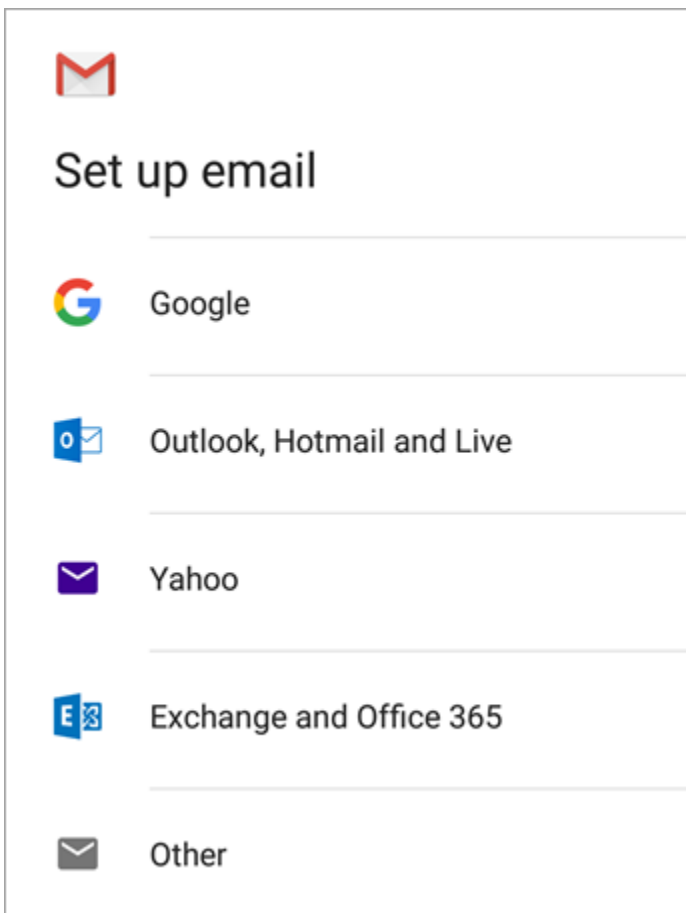 Set up email
Google
Outlook, Hotmail and Live
Yahoo
Exchange and Office 365
Other